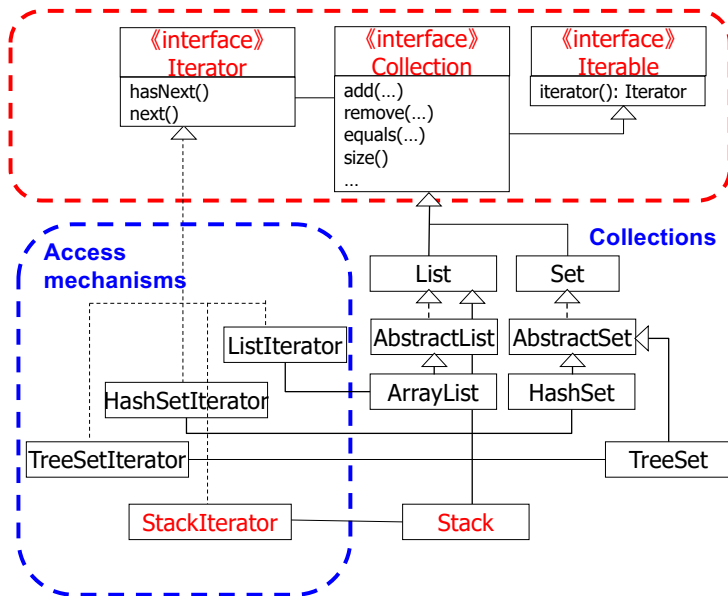 《interface》
Iterator
hasNext()
next()
《interface》
Collection
add(…)
remove(…)
equals(…)
size()
…
《interface》
Iterable
iterator(): Iterator
Access
mechanisms
Collections
List
Set
ListIterator
AbstractList
AbstractSet
HashSetIterator
ArrayList
HashSet
TreeSetIterator
TreeSet
StackIterator
Stack